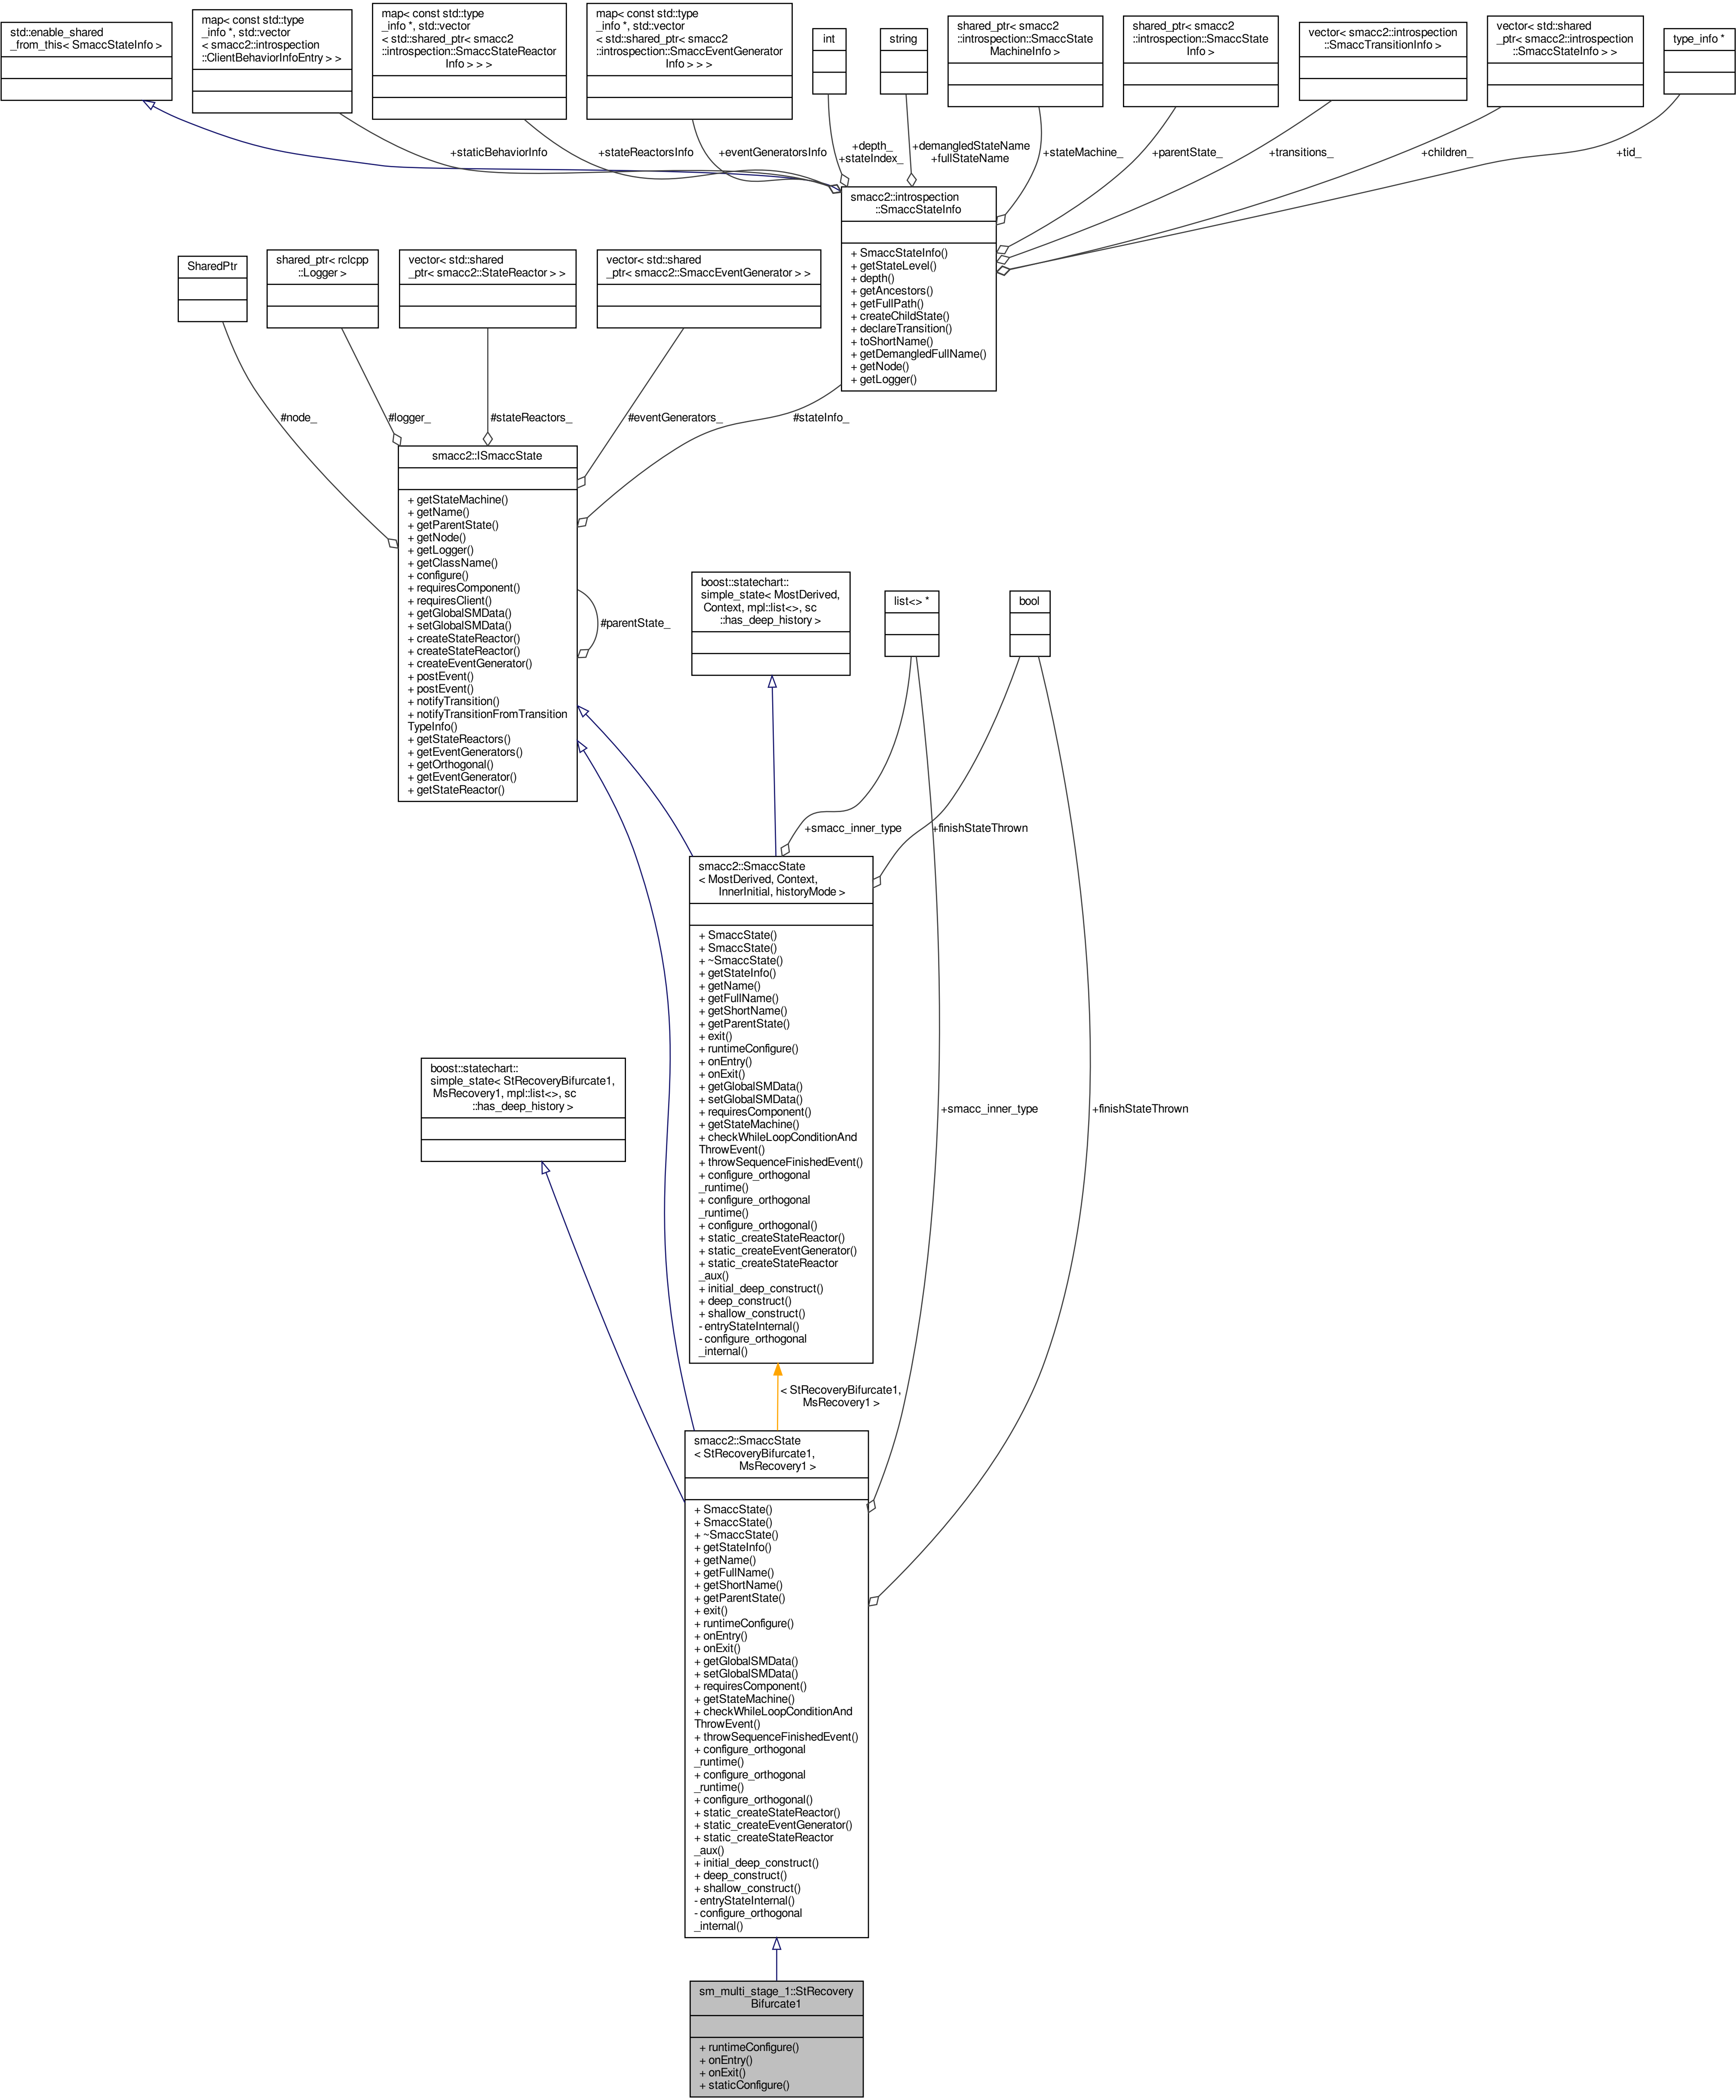 std::enable_shared
_from_this< SmaccStateInfo >
map< const std::type
_info *, std::vector
< smacc2::introspection
::ClientBehaviorInfoEntry > >
map< const std::type
_info *, std::vector
< std::shared_ptr< smacc2
::introspection::SmaccStateReactor
Info > > >
map< const std::type
_info *, std::vector
< std::shared_ptr< smacc2
::introspection::SmaccEventGenerator
Info > > >
int
string
shared_ptr< smacc2
::introspection::SmaccState
MachineInfo >
shared_ptr< smacc2
::introspection::SmaccState
Info >
vector< smacc2::introspection
::SmaccTransitionInfo >
vector< std::shared
_ptr< smacc2::introspection
::SmaccStateInfo > >
type_info *
+staticBehaviorInfo
+stateReactorsInfo
+eventGeneratorsInfo
+depth_
+stateIndex_
+demangledStateName
+fullStateName
+stateMachine_
+parentState_
+transitions_
+children_
+tid_
smacc2::introspection
::SmaccStateInfo
+ SmaccStateInfo()
+ getStateLevel()
+ depth()
+ getAncestors()
+ getFullPath()
+ createChildState()
+ declareTransition()
+ toShortName()
+ getDemangledFullName()
+ getNode()
+ getLogger()
SharedPtr
shared_ptr< rclcpp
::Logger >
vector< std::shared
_ptr< smacc2::StateReactor > >
vector< std::shared
_ptr< smacc2::SmaccEventGenerator > >
#node_
#logger_
#stateReactors_
#eventGenerators_
#stateInfo_
smacc2::ISmaccState
+ getStateMachine()
+ getName()
+ getParentState()
+ getNode()
+ getLogger()
+ getClassName()
+ configure()
+ requiresComponent()
+ requiresClient()
+ getGlobalSMData()
+ setGlobalSMData()
+ createStateReactor()
+ createStateReactor()
+ createEventGenerator()
+ postEvent()
+ postEvent()
+ notifyTransition()
+ notifyTransitionFromTransition
TypeInfo()
+ getStateReactors()
+ getEventGenerators()
+ getOrthogonal()
+ getEventGenerator()
+ getStateReactor()
#parentState_
boost::statechart::
simple_state< MostDerived,
Context, mpl::list<>, sc
::has_deep_history >
list<> *
bool
+smacc_inner_type
+finishStateThrown
smacc2::SmaccState
< MostDerived, Context,
InnerInitial, historyMode >
+ SmaccState()
+ SmaccState()
+ ~SmaccState()
+ getStateInfo()
+ getName()
+ getFullName()
+ getShortName()
+ getParentState()
+ exit()
+ runtimeConfigure()
+ onEntry()
+ onExit()
+ getGlobalSMData()
+ setGlobalSMData()
+ requiresComponent()
+ getStateMachine()
+ checkWhileLoopConditionAnd
ThrowEvent()
+ throwSequenceFinishedEvent()
+ configure_orthogonal
_runtime()
+ configure_orthogonal
_runtime()
+ configure_orthogonal()
+ static_createStateReactor()
+ static_createEventGenerator()
+ static_createStateReactor
_aux()
+ initial_deep_construct()
+ deep_construct()
+ shallow_construct()
- entryStateInternal()
- configure_orthogonal
_internal()
boost::statechart::
simple_state< StRecoveryBifurcate1,
MsRecovery1, mpl::list<>, sc
::has_deep_history >
+smacc_inner_type
+finishStateThrown
< StRecoveryBifurcate1,
MsRecovery1 >
smacc2::SmaccState
< StRecoveryBifurcate1,
MsRecovery1 >
+ SmaccState()
+ SmaccState()
+ ~SmaccState()
+ getStateInfo()
+ getName()
+ getFullName()
+ getShortName()
+ getParentState()
+ exit()
+ runtimeConfigure()
+ onEntry()
+ onExit()
+ getGlobalSMData()
+ setGlobalSMData()
+ requiresComponent()
+ getStateMachine()
+ checkWhileLoopConditionAnd
ThrowEvent()
+ throwSequenceFinishedEvent()
+ configure_orthogonal
_runtime()
+ configure_orthogonal
_runtime()
+ configure_orthogonal()
+ static_createStateReactor()
+ static_createEventGenerator()
+ static_createStateReactor
_aux()
+ initial_deep_construct()
+ deep_construct()
+ shallow_construct()
- entryStateInternal()
- configure_orthogonal
_internal()
sm_multi_stage_1::StRecovery
Bifurcate1
+ runtimeConfigure()
+ onEntry()
+ onExit()
+ staticConfigure()